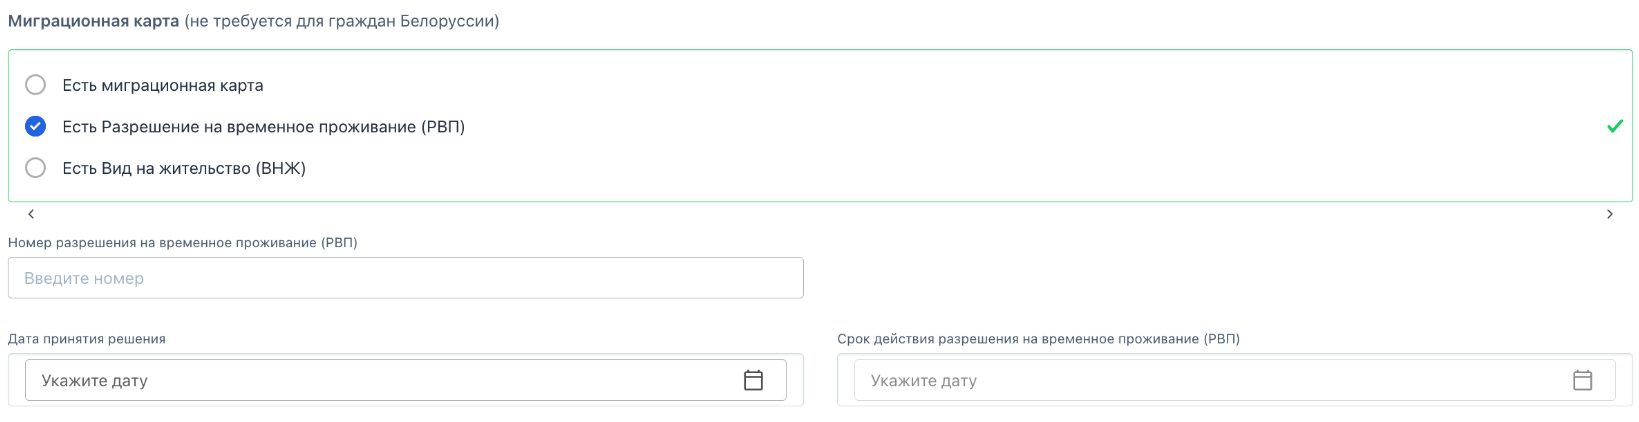 Миграционная карта (не требуется для граждан Белоруссии)
Есть миграционная карта
Есть Разрешение на временное проживание (РВП)
Есть Вид на жительство (ВНЖ)
Номер разрешения на временное проживание (РВП)
Введите номер
Дата принятия решения
Срок действия разрешения на временное проживание (РВП)
Укажите дату
Укажите дату